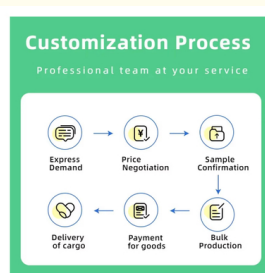 Customization Process
Professional team at your service
Express
Demand
Price
Negotiation
Sample
Confirmation
Delivery
of cargo
Payment
for goods
Bulk
Production